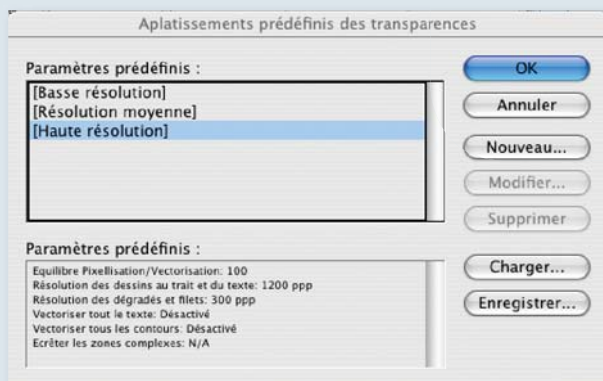 Aplatissements prédéfinis des transparences
Paramètres prédéfinis :
[Basse résolution]
[Résolution moyenne]
[Haute résolution]
OK
Annuler
Nouveau...
Modifier...
Supprimer
Paramètres prédéfinis :
Equilibre Pixellisation/Vectorisation: 100
Résolution des dessins au trait et du texte: 1200 ppp
Résolution des dégradés et filets: 300 ppp
Vectoriser tout le texte: Désactivé
Vectoriser tous les contours: Désactivé
Ecrêter les zones complexes: N/A
Charger...
Enregistrer...